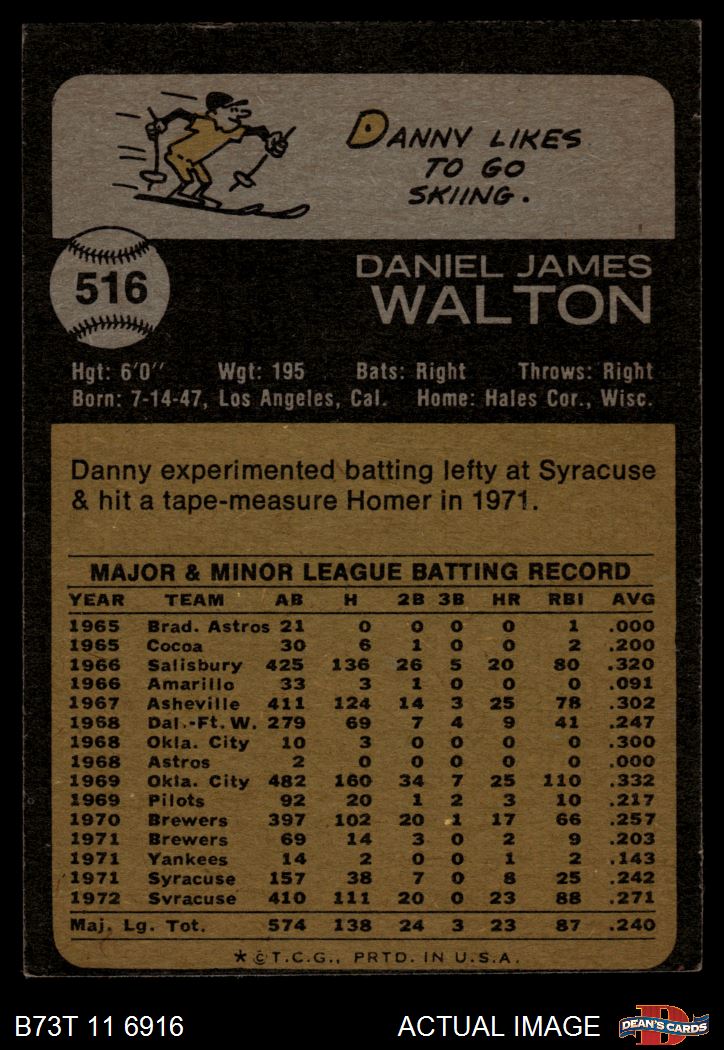 DANNY LIKES
TO GO
SKIING.
516
DANIEL JAMES
WALTON
Hgt: 6'0" Wgt: 195 Bats: Right Throws: Right
Born: 7-14-47, Los Angeles, Cal. Home: Hales Cor., Wisc.
Danny experimented batting lefty at Syracuse
& hit a tape-measure Homer in 1971.
MAJOR & MINOR LEAGUE BATTING RECORD
YEAR TEAM AB H 2B 3B HR RBI AVG
1965 Brad. Astros 21 0 0 0 0 1 .000
1965 Cocoa 30 6 1 0 0 2 .200
1966 Salisbury 425 136 26 5 20 80 .320
1966 Amarillo 33 3 1 0 0 0 .091
1967 Asheville 411 124 14 3 25 78 .302
1968 Dal.-Ft. W. 279 69 7 4 9 41 .247
1968 Okla. City 10 3 0 0 0 0 .300
1968 Astros 2 0 0 0 0 0 .000
1969 Okla. City 482 160 34 7 25 110 .332
1969 Pilots 92 20 1 2 3 10 .217
1970 Brewers 397 102 20 1 17 66 .257
1971 Brewers 69 14 3 0 2 9 .203
1971 Yankees 14 2 0 0 1 2 .143
1971 Syracuse 157 38 7 0 8 25 .242
1972 Syracuse 410 111 20 0 23 88 .271
Maj. Lg. Tot. 574 138 24 3 23 87 .240
*© T.C.G., PRTD. IN U.S.A.
B73T 11 6916 ACTUAL IMAGE
DEAN'S CARDS